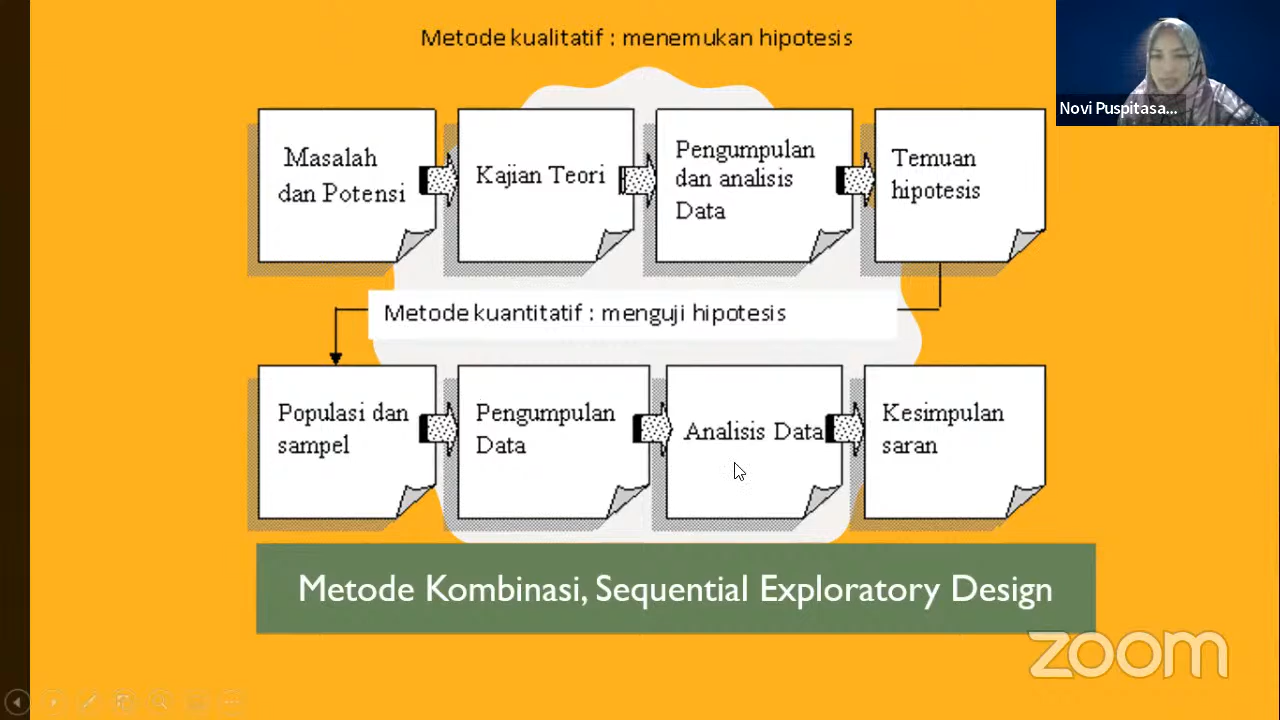 Metode kualitatif : menemukan hipotesis
Novi Puspitasa...
Masalah
dan Potensi
Kajian Teori
Pengumpulan
dan analisis
Data
Temuan
hipotesis
Metode kuantitatif : menguji hipotesis
Populasi dan
sampel
Pengumpulan
Data
Analisis Data
Kesimpulan
saran
Metode Kombinasi, Sequential Exploratory Design
zoom